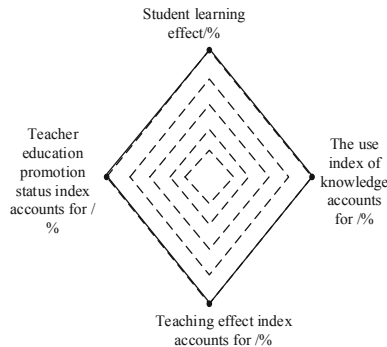 Student learning
effect/%
Teacher
education
promotion
status index
accounts for /
%
The use
index of
knowledge
accounts
for /%
Teaching effect index
accounts for /%